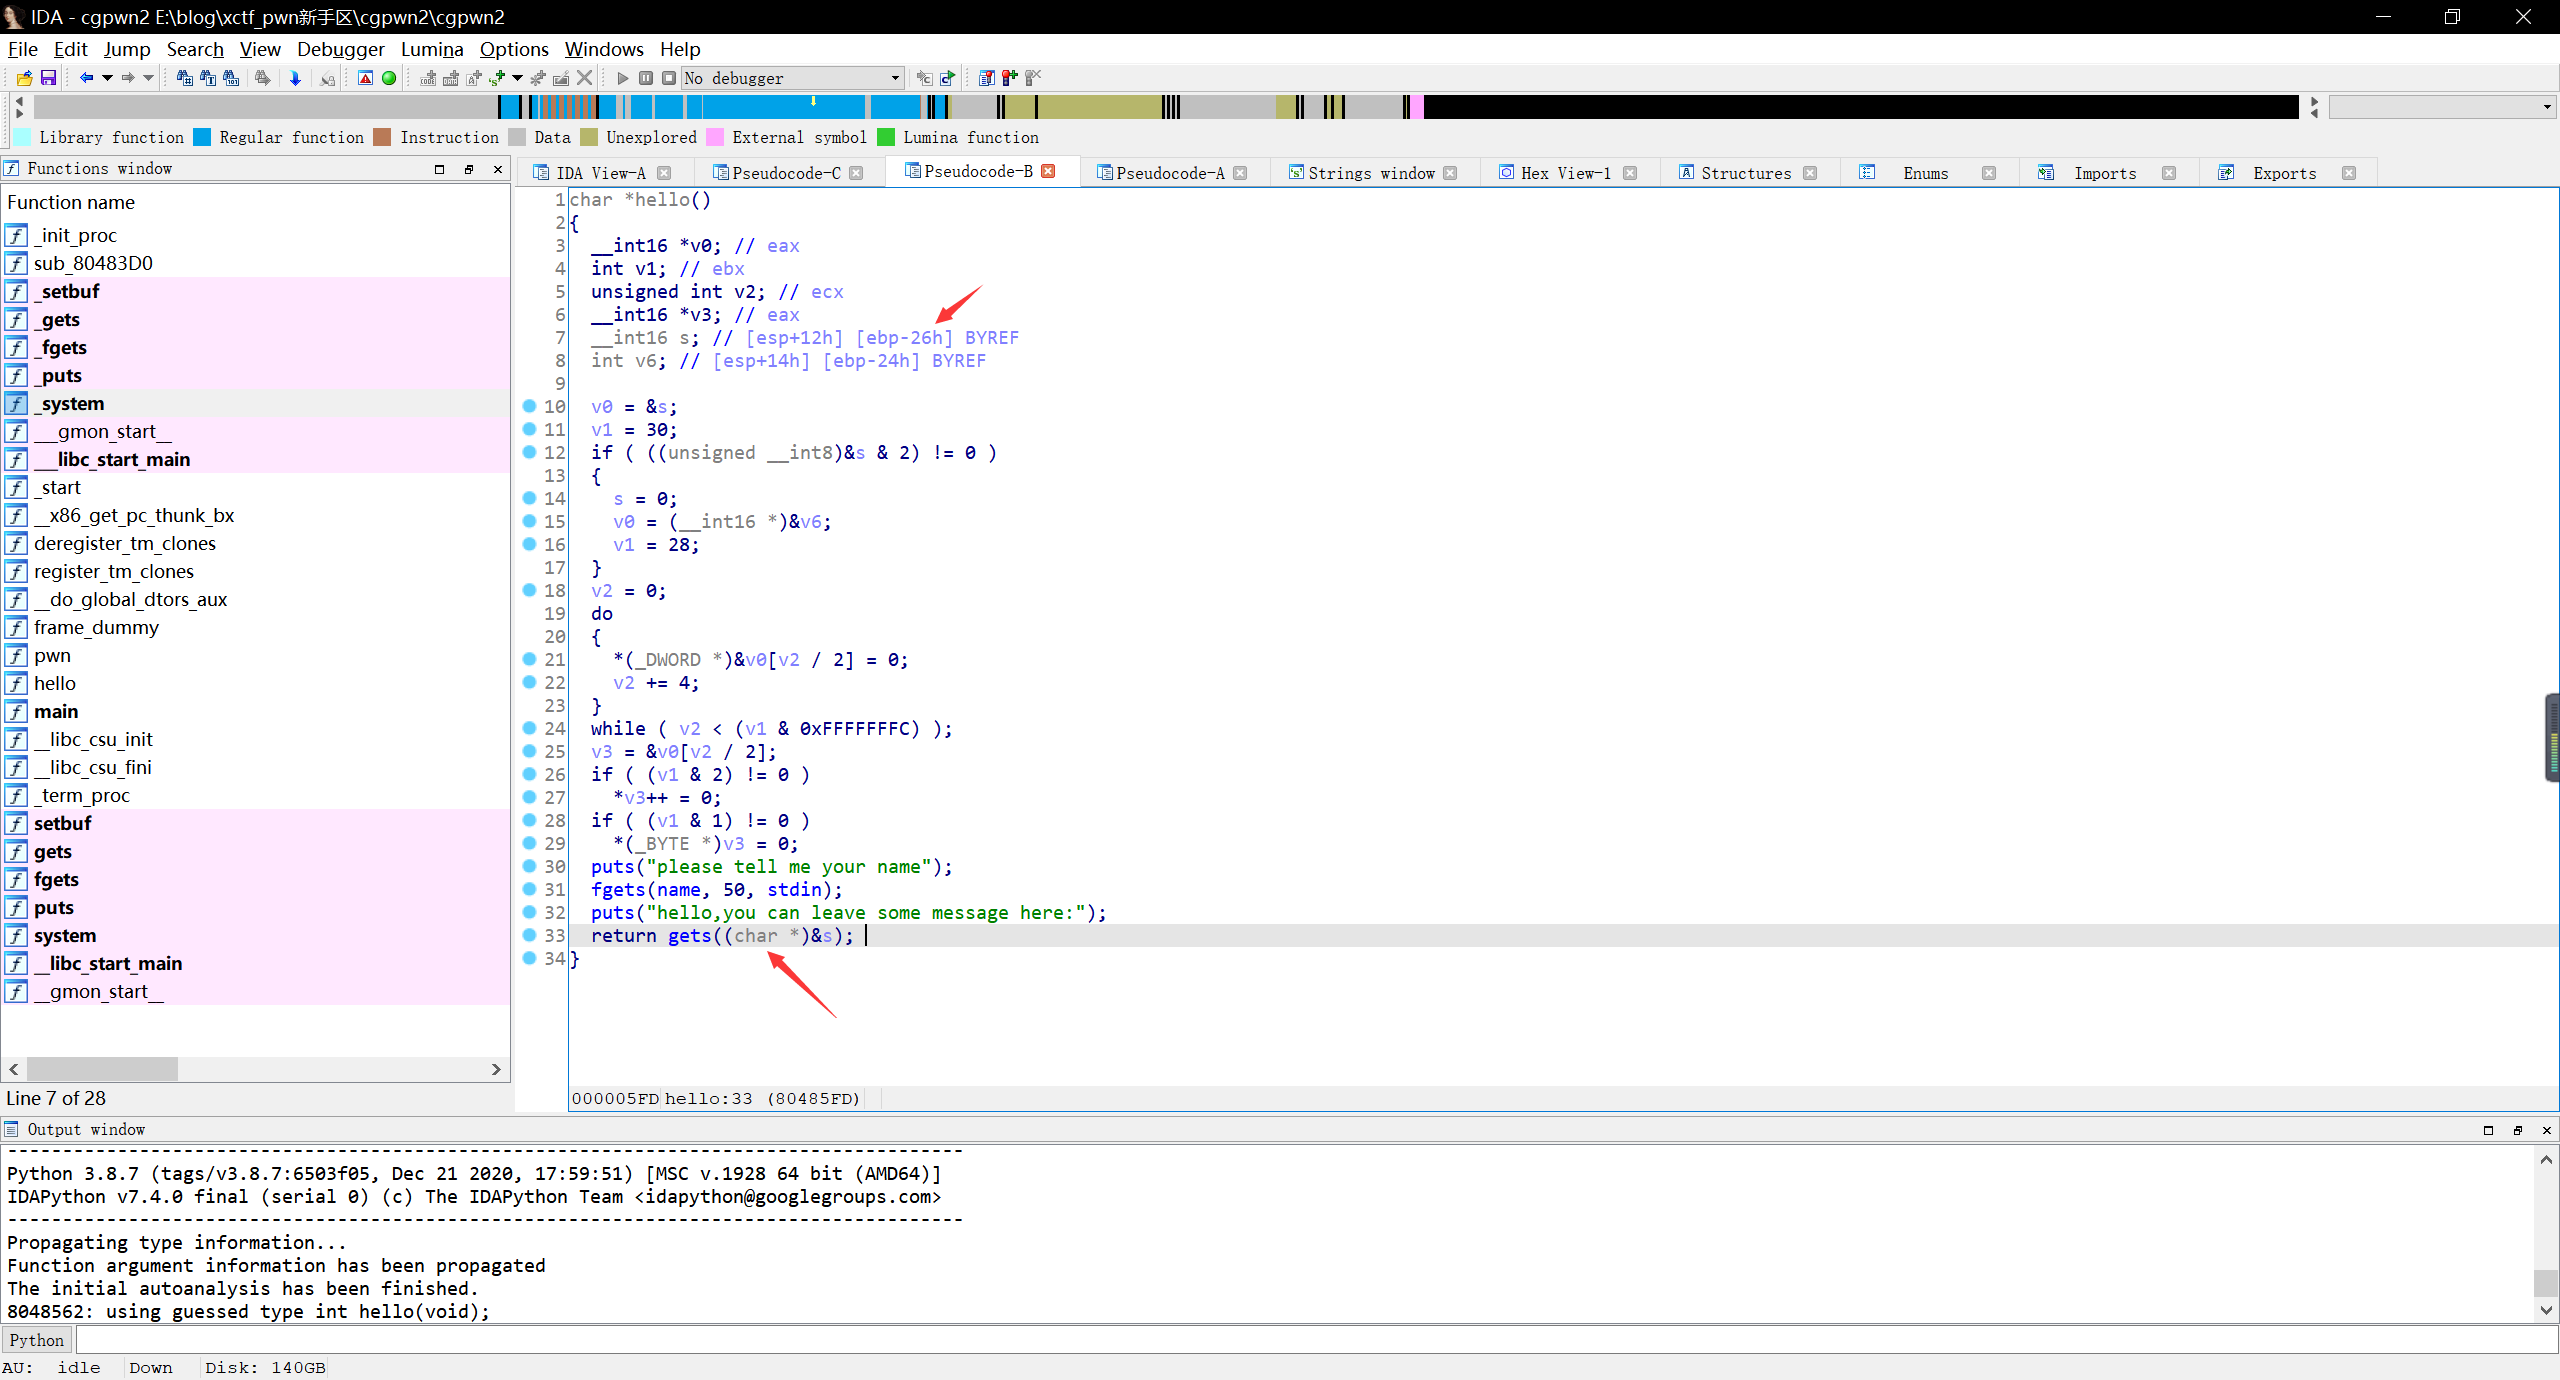 IDA - cgpwn2 E:\blog\xctf_pwn新手区\cgpwn2\cgpwn2
File Edit Jump Search View Debugger Lumina Options Windows Help
No debugger
Library function Regular function Instruction Data Unexplored External symbol Lumina function
Functions window
IDA View-A Pseudocode-C Pseudocode-B Pseudocode-A Strings window Hex View-1 Structures Enums Imports Exports
Function name
_init_proc
sub_80483D0
_setbuf
_gets
_fgets
_puts
_system
___gmon_start__
___libc_start_main
_start
__x86_get_pc_thunk_bx
deregister_tm_clones
register_tm_clones
__do_global_dtors_aux
frame_dummy
pwn
hello
main
__libc_csu_init
__libc_csu_fini
_term_proc
setbuf
gets
fgets
puts
system
__libc_start_main
__gmon_start__
Line 7 of 28
1 char *hello()
2 {
3   __int16 *v0; // eax
4   int v1; // ebx
5   unsigned int v2; // ecx
6   __int16 *v3; // eax
7   __int16 s; // [esp+12h] [ebp-26h] BYREF
8   int v6; // [esp+14h] [ebp-24h] BYREF
9
10   v0 = &s;
11   v1 = 30;
12   if ( ((unsigned __int8)&s & 2) != 0 )
13   {
14     s = 0;
15     v0 = (__int16 *)&v6;
16     v1 = 28;
17   }
18   v2 = 0;
19   do
20   {
21     *(_DWORD *)&v0[v2 / 2] = 0;
22     v2 += 4;
23   }
24   while ( v2 < (v1 & 0xFFFFFFFC) );
25   v3 = &v0[v2 / 2];
26   if ( (v1 & 2) != 0 )
27     *v3++ = 0;
28   if ( (v1 & 1) != 0 )
29     *(_BYTE *)v3 = 0;
30   puts("please tell me your name");
31   fgets(name, 50, stdin);
32   puts("hello,you can leave some message here:");
33   return gets((char *)&s);
34 }
000005FD hello:33 (80485FD)
Output window
---------------------------------------------------------------------------------------
Python 3.8.7 (tags/v3.8.7:6503f05, Dec 21 2020, 17:59:51) [MSC v.1928 64 bit (AMD64)]
IDAPython v7.4.0 final (serial 0) (c) The IDAPython Team <idapython@googlegroups.com>
---------------------------------------------------------------------------------------
Propagating type information...
Function argument information has been propagated
The initial autoanalysis has been finished.
8048562: using guessed type int hello(void);
Python
AU: idle Down Disk: 140GB